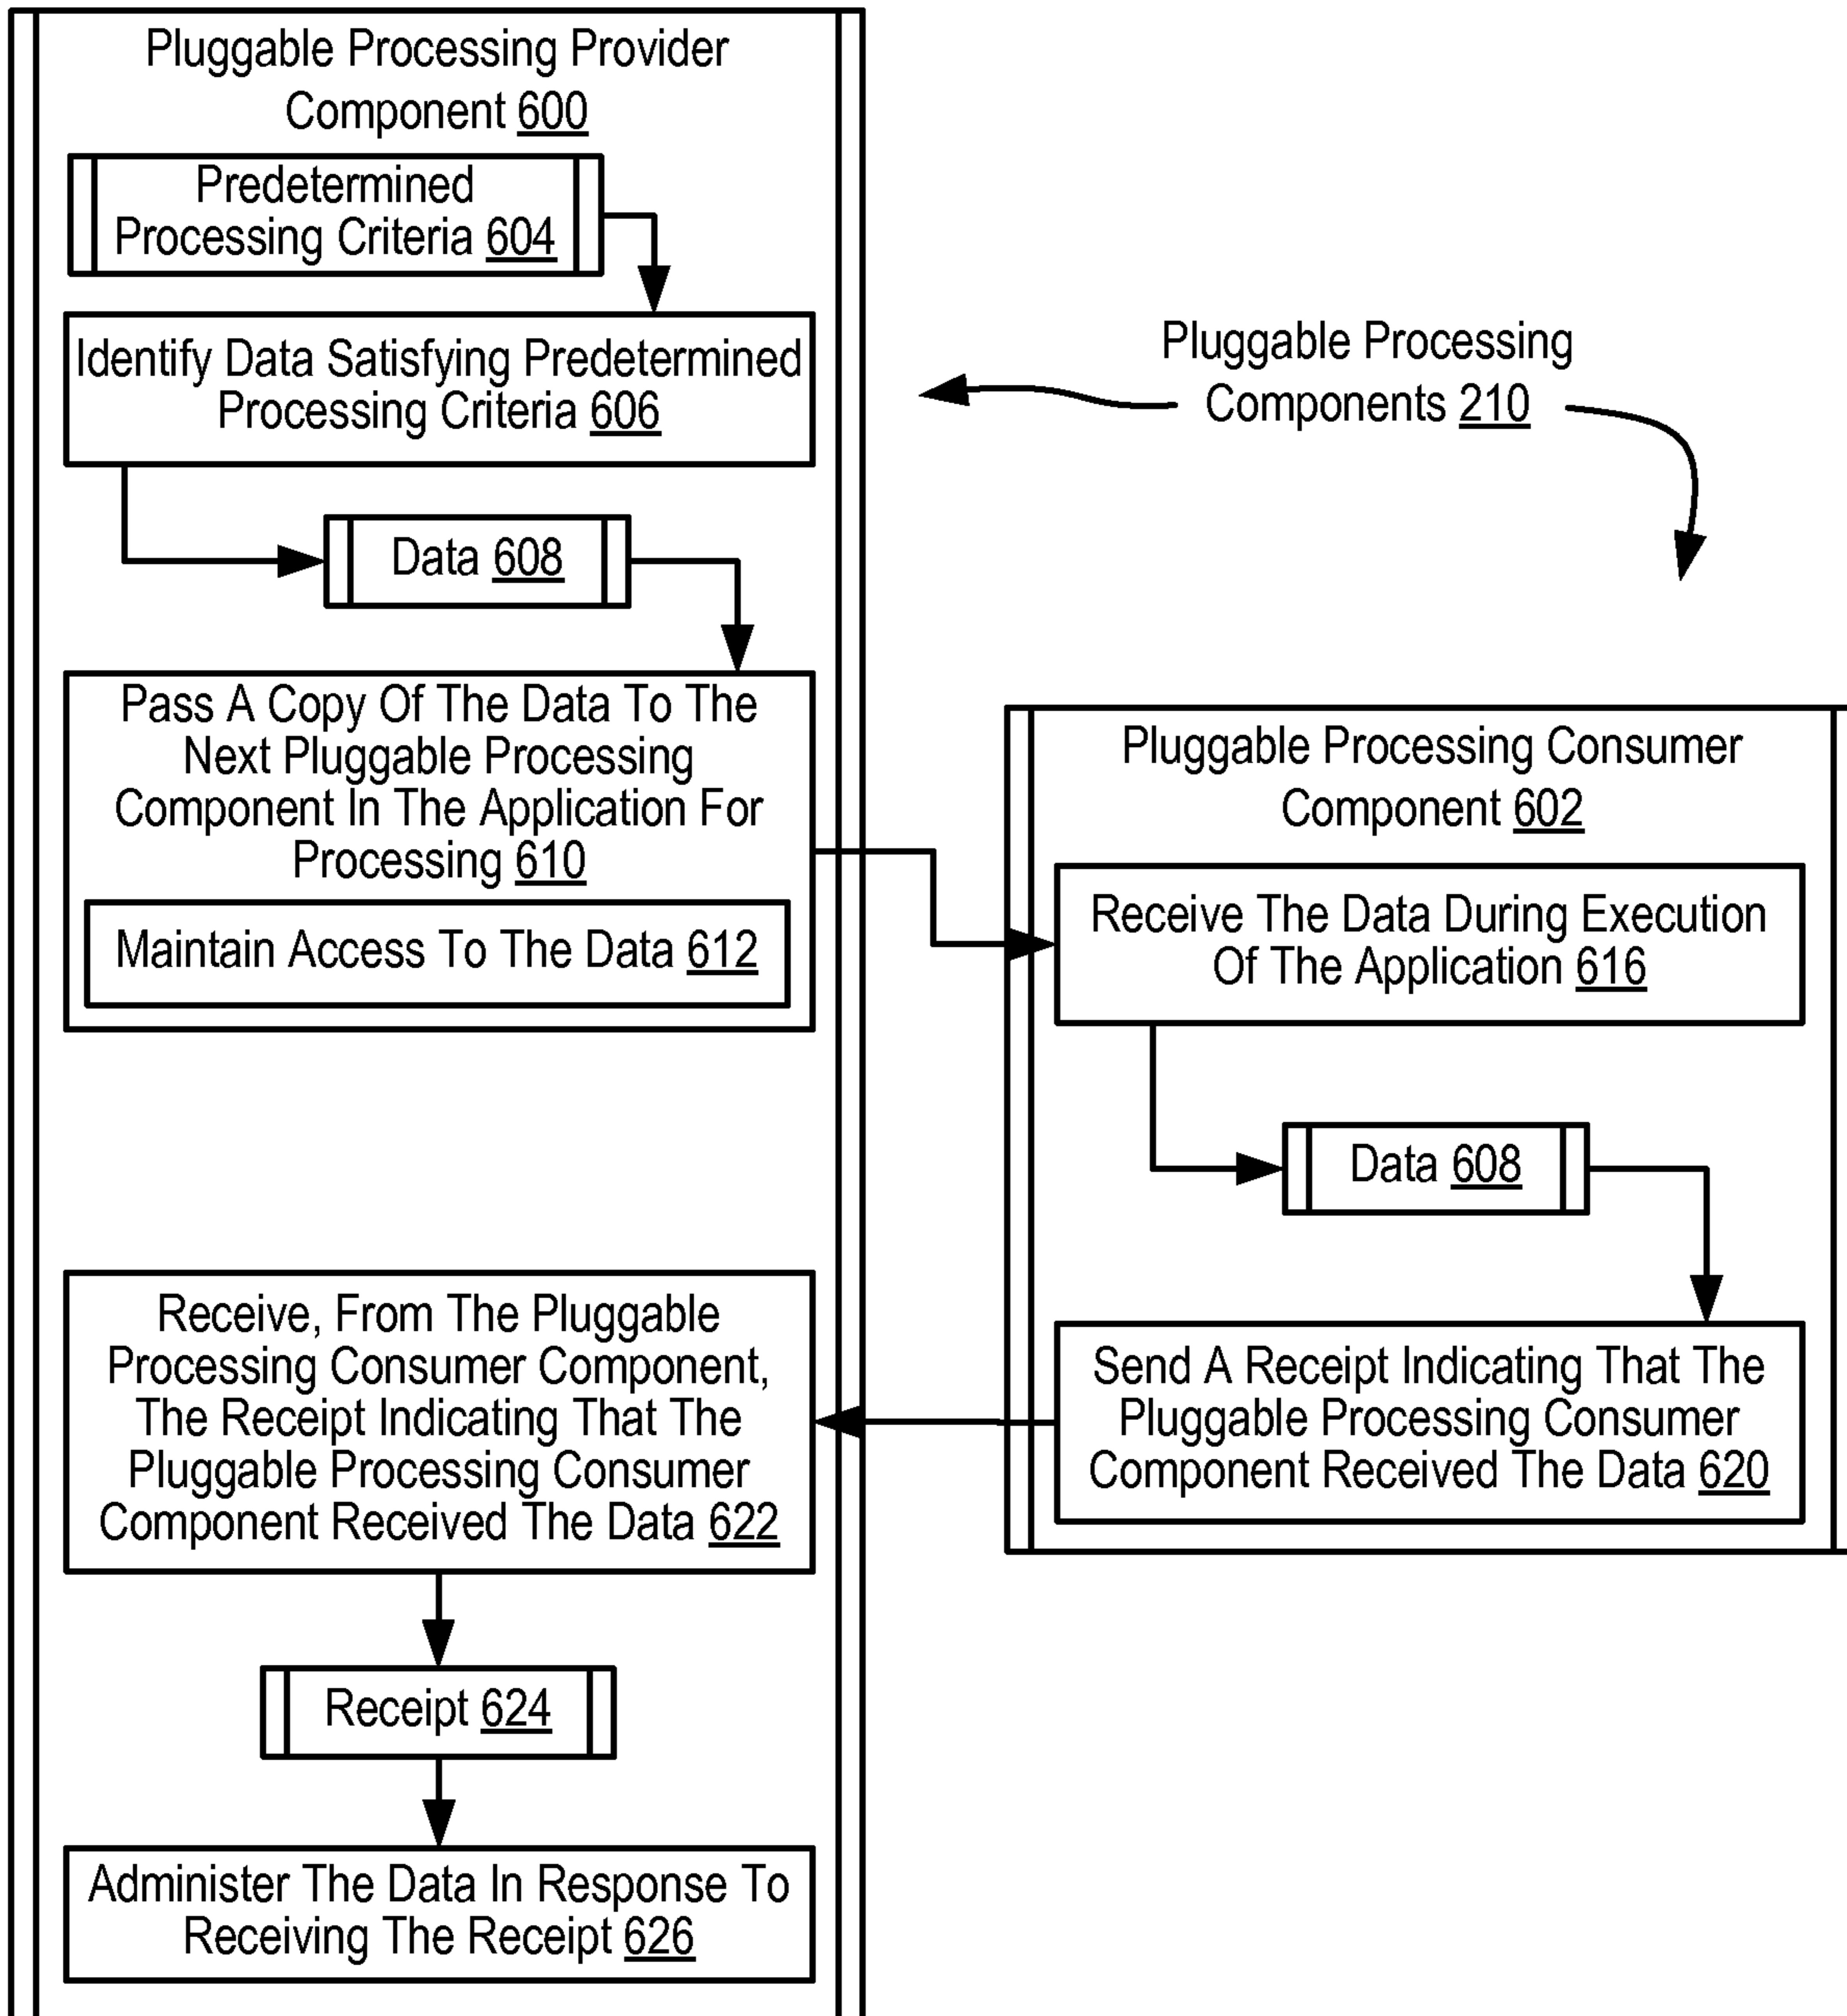 Pluggable Processing Provider
Component 600
Predetermined
Processing Criteria 604
Identify Data Satisfying Predetermined
Processing Criteria 606
Data 608
Pass A Copy Of The Data To The
Next Pluggable Processing
Component In The Application For
Processing 610
Maintain Access To The Data 612
Receive, From The Pluggable
Processing Consumer Component,
The Receipt Indicating That The
Pluggable Processing Consumer
Component Received The Data 622
Receipt 624
Administer The Data In Response To
Receiving The Receipt 626
Pluggable Processing
Components 210
Pluggable Processing Consumer
Component 602
Receive The Data During Execution
Of The Application 616
Data 608
Send A Receipt Indicating That The
Pluggable Processing Consumer
Component Received The Data 620